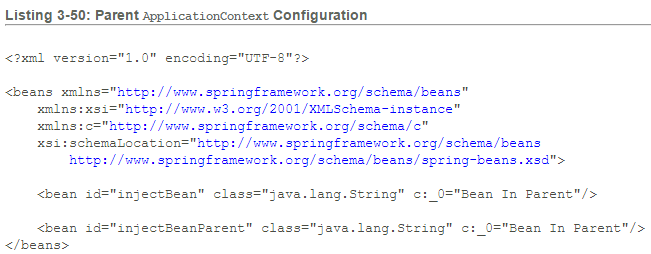 Listing 3-50: Parent ApplicationContext Configuration
<?xml version="1.0" encoding="UTF-8"?>
<beans xmlns="http://www.springframework.org/schema/beans"
xmlns:xsi="http://www.w3.org/2001/XMLSchema-instance"
xmlns:c="http://www.springframework.org/schema/c"
xsi:schemaLocation="http://www.springframework.org/schema/beans
http://www.springframework.org/schema/beans/spring-beans.xsd">
<bean id="injectBean" class="java.lang.String" c:_0="Bean In Parent"/>
<bean id="injectBeanParent" class="java.lang.String" c:_0="Bean In Parent"/>
</beans>